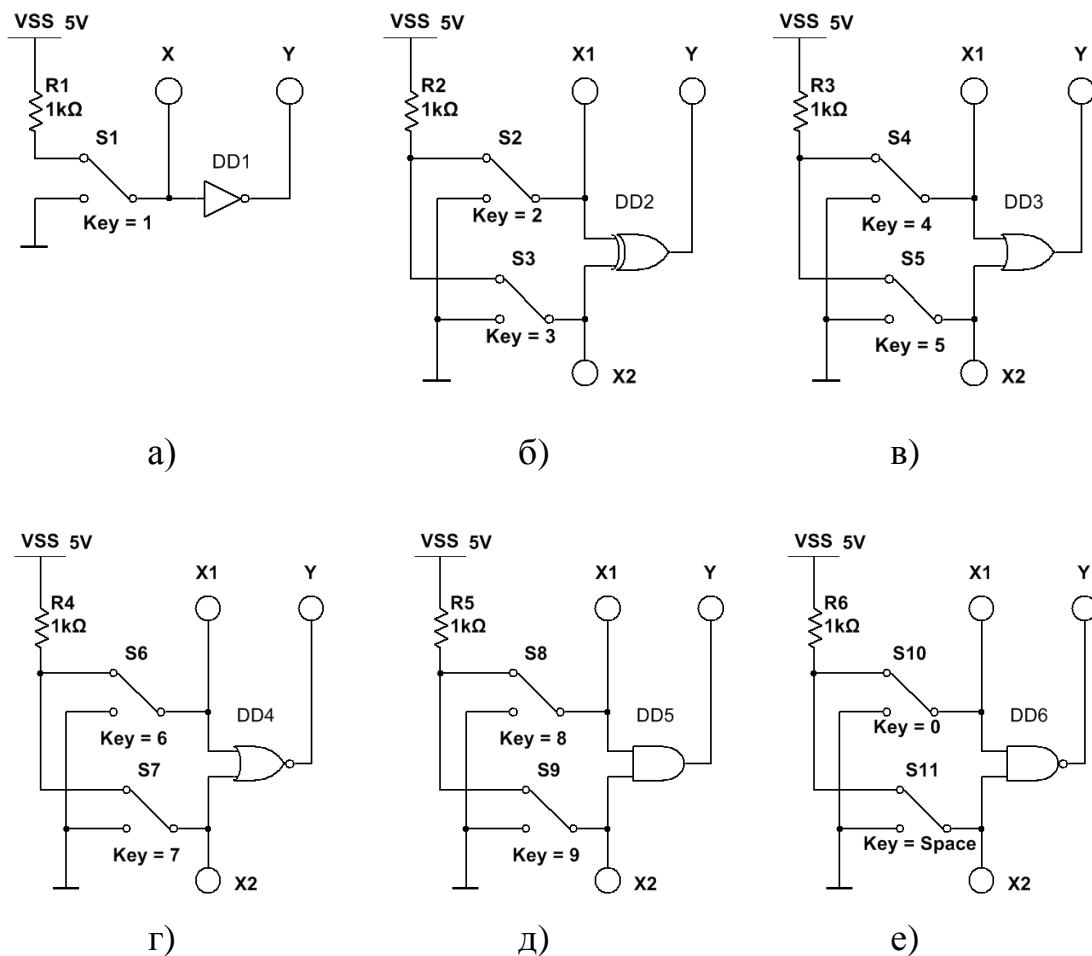 VSS 5V
X
Y
R1
1kΩ
S1
DD1
Key = 1
а)
VSS 5V
X1
Y
R2
1kΩ
S2
DD2
Key = 2
S3
Key = 3
X2
б)
VSS 5V
X1
Y
R3
1kΩ
S4
DD3
Key = 4
S5
Key = 5
X2
в)
VSS 5V
X1
Y
R4
1kΩ
S6
DD4
Key = 6
S7
Key = 7
X2
г)
VSS 5V
X1
Y
R5
1kΩ
S8
DD5
Key = 8
S9
Key = 9
X2
д)
VSS 5V
X1
Y
R6
1kΩ
S10
DD6
Key = 0
S11
Key = Space
X2
е)